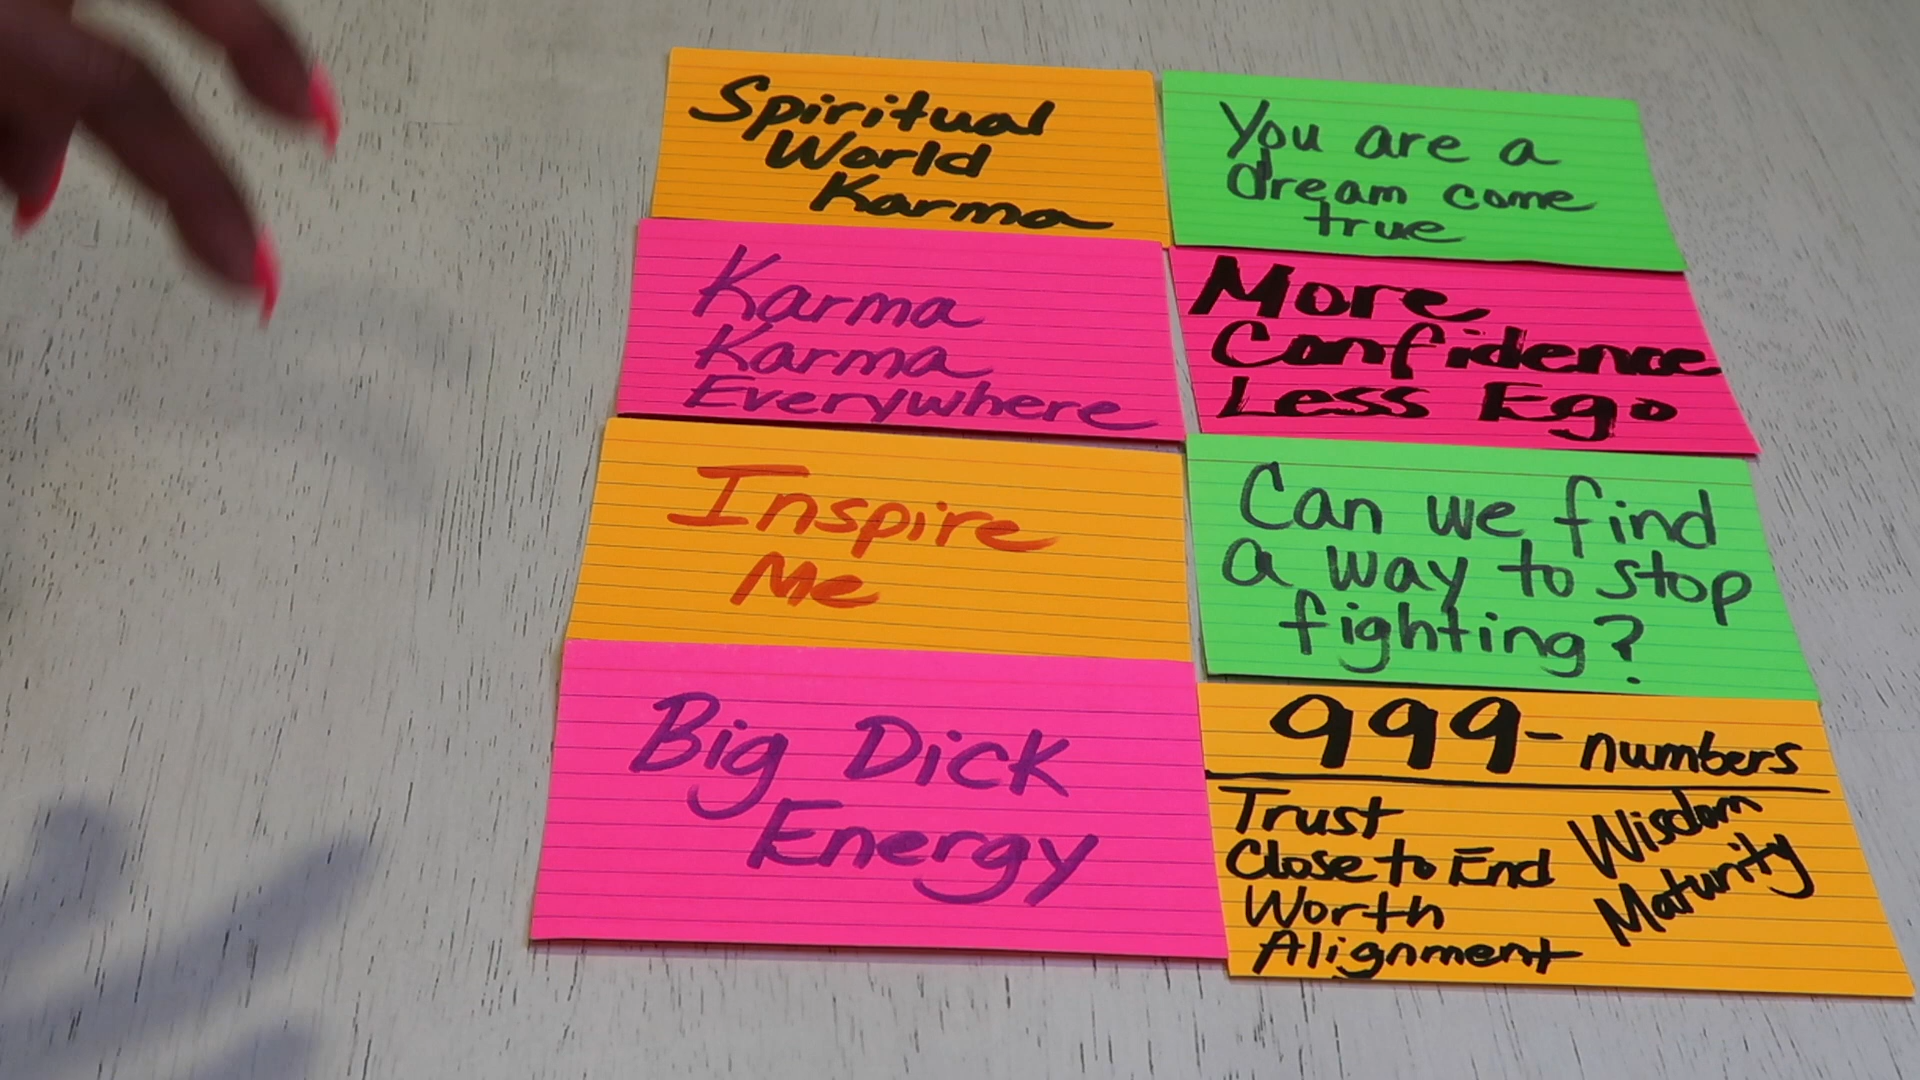 Spiritual
World
Karma
You are a
dream come
true
Karma
Karma
Everywhere
More
Confidence
Less Ego
Inspire
Me
Can we find
a way to stop
fighting?
Big Dick
Energy
999- numbers
Trust
Close to End
Worth
Alignment
Wisdom
Maturity